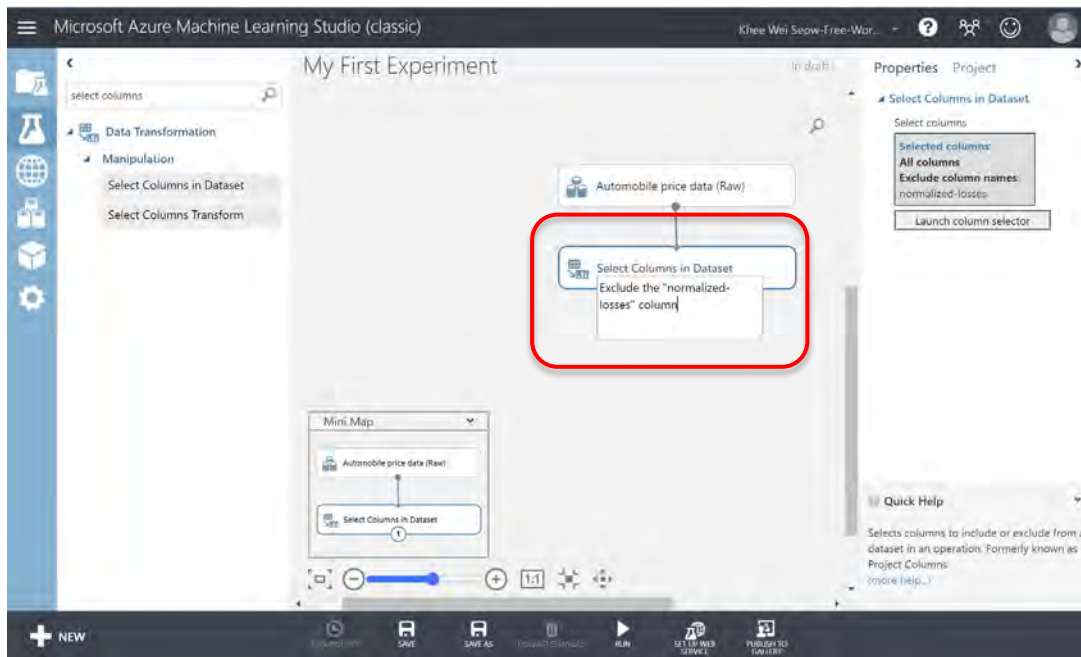 Microsoft Azure Machine Learning Studio (classic)
Khee Wei Seow-Free-Wor...
?
My First Experiment
In draft
Properties Project
select columns
Data Transformation
Manipulation
Select Columns in Dataset
Select Columns Transform
Automobile price data (Raw)
Select Columns in Dataset
Exclude the "normalized-
losses" column
Select Columns in Dataset
Select columns
Selected columns:
All columns
Exclude column names:
normalized-losses
Launch column selector
Mini Map
Automobile price data (Raw)
Select Columns in Dataset
1
1:1
Quick Help
Selects columns to include or exclude from a
dataset in an operation. Formerly known as
Project Columns.
(more help...)
NEW
RUN HISTORY
SAVE
SAVE AS
DISCARD CHANGES
RUN
SET UP WEB
SERVICE
PUBLISH TO
GALLERY